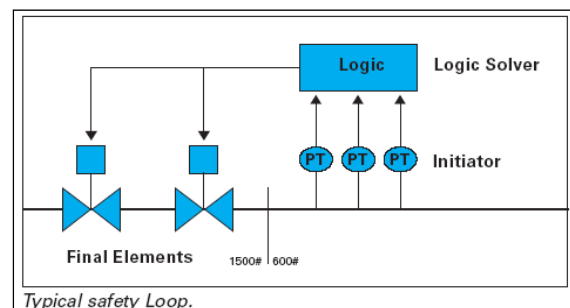 Logic Logic Solver
PT PT PT Initiator
Final Elements
1500# 600#
Typical safety Loop.